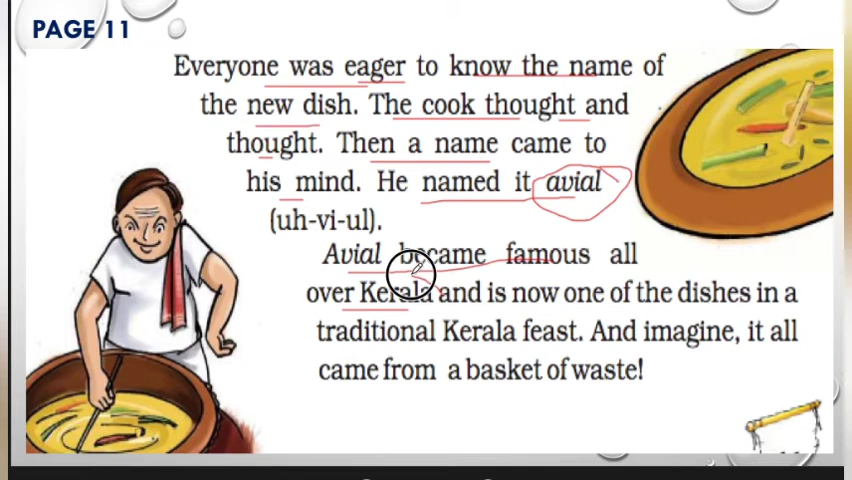 PAGE 11
Everyone was eager to know the name of
the new dish. The cook thought and
thought. Then a name came to
his mind. He named it avial
(uh-vi-ul).
Avial became famous all
over Kerala and is now one of the dishes in a
traditional Kerala feast. And imagine, it all
came from a basket of waste!